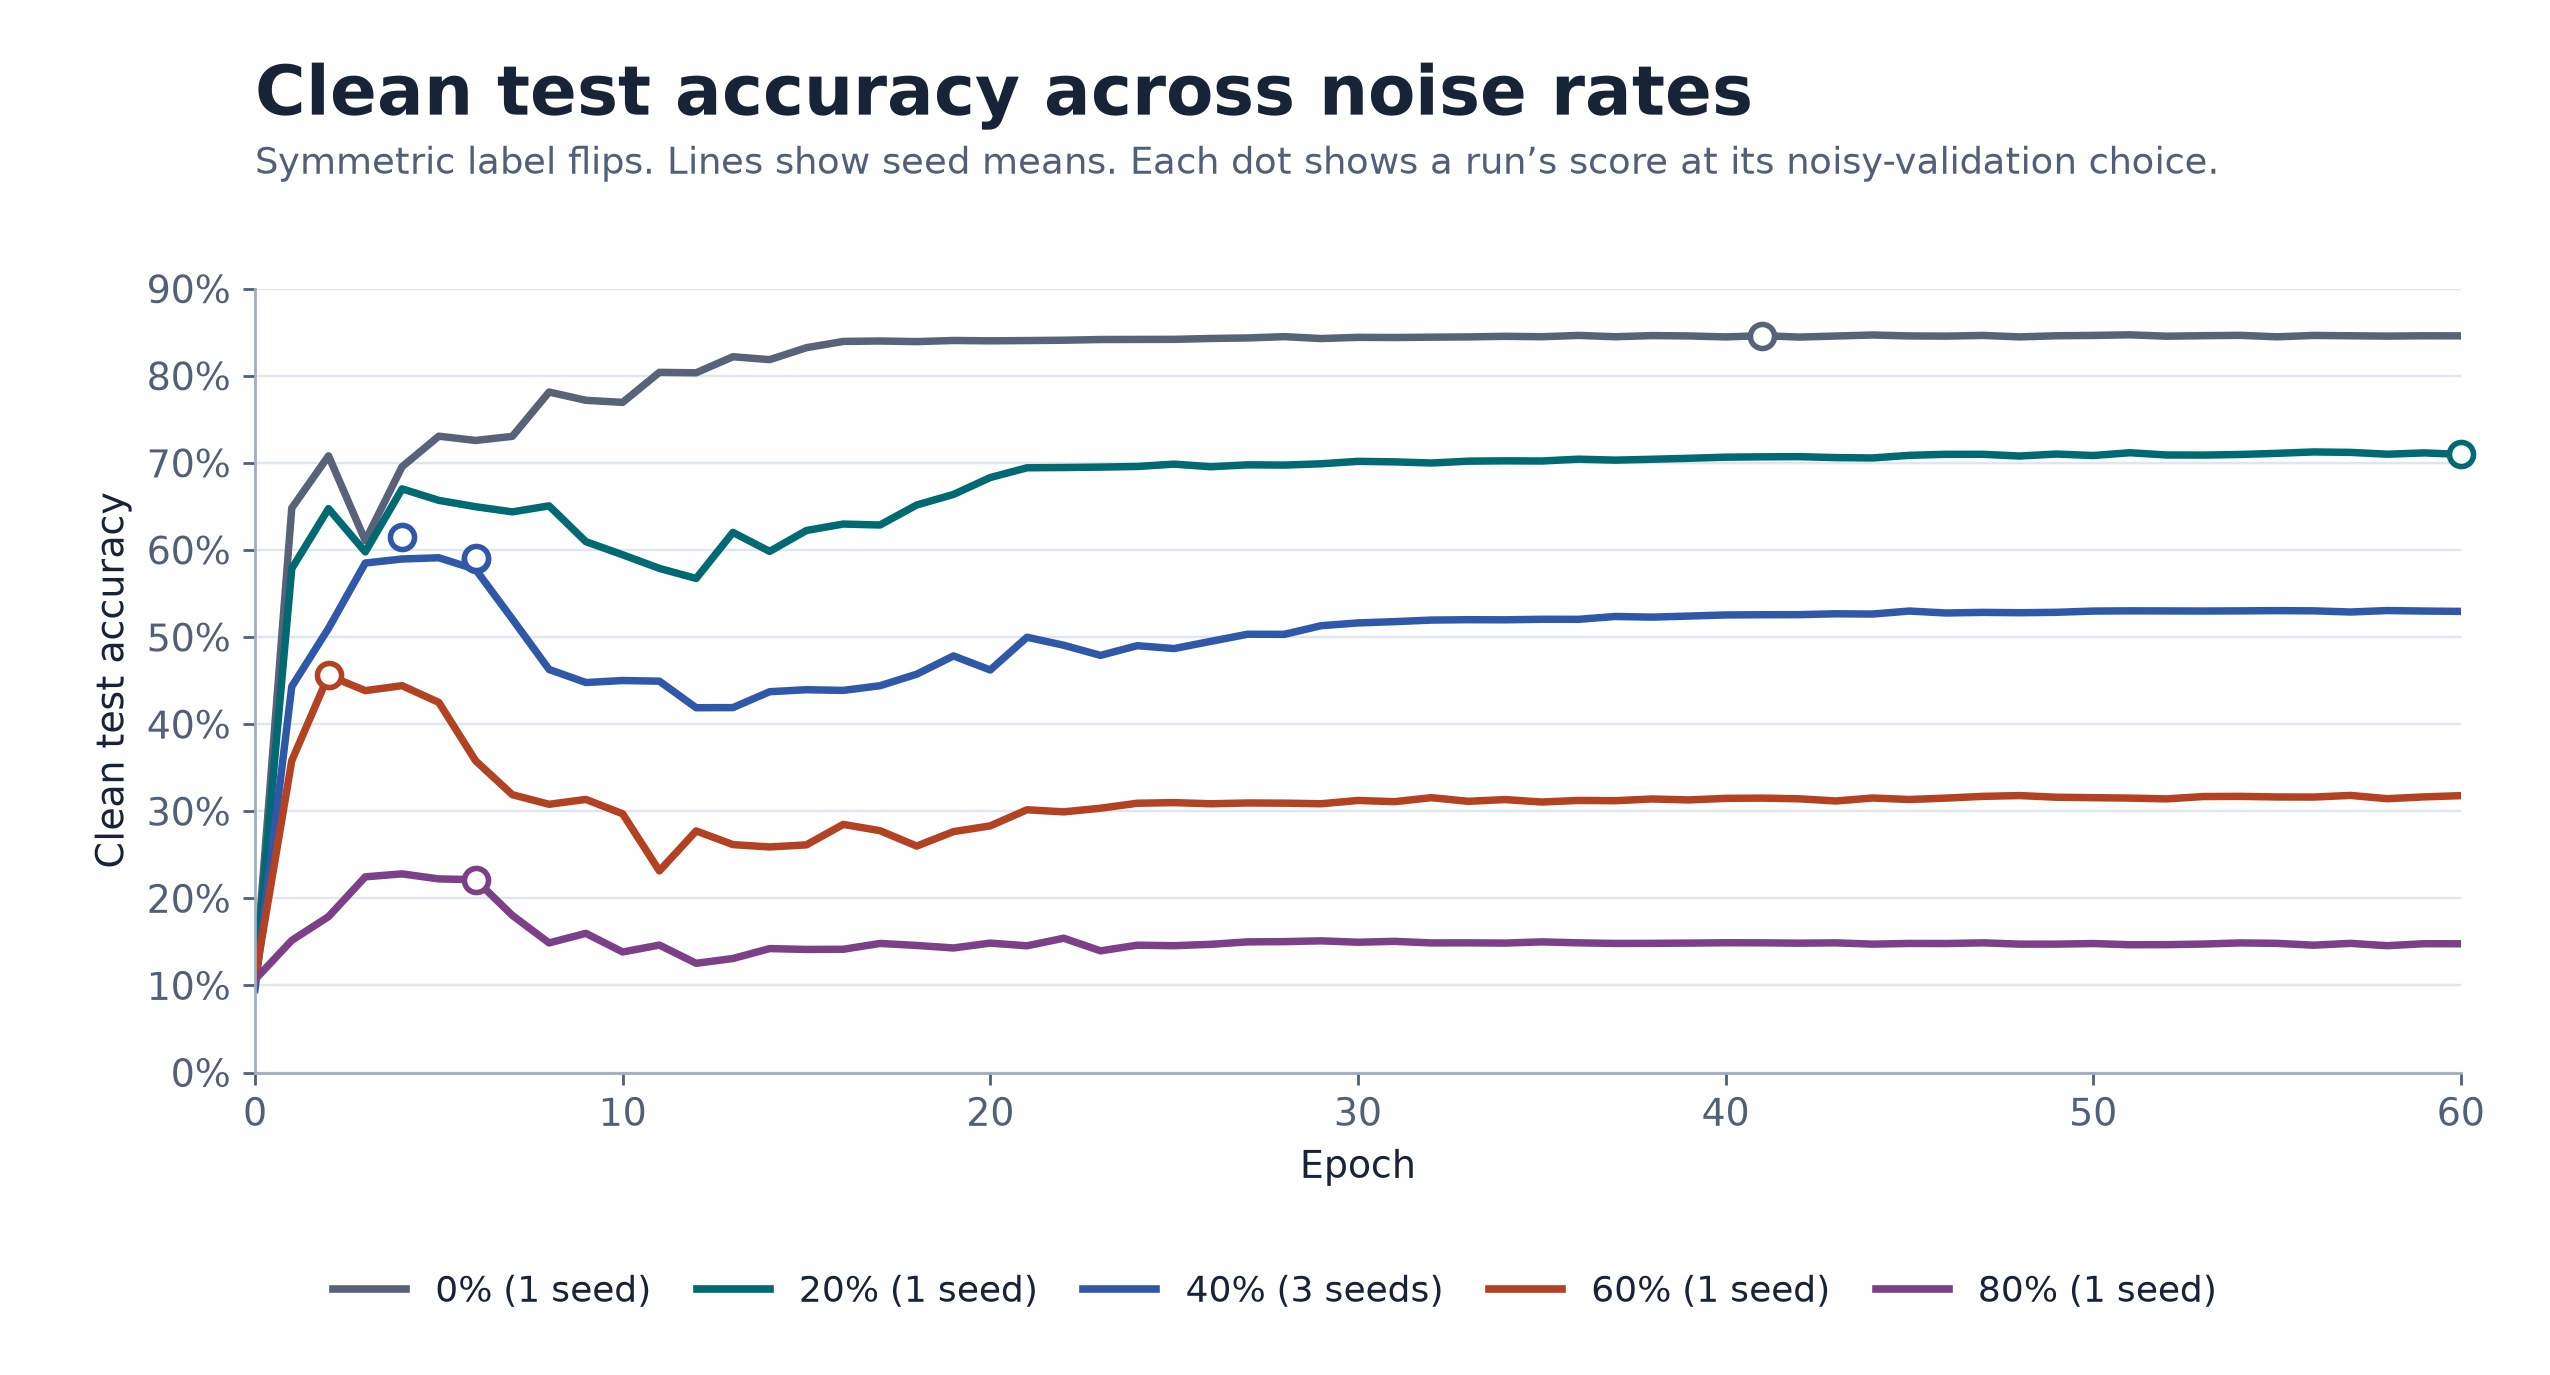 Clean test accuracy across noise rates
Symmetric label flips. Lines show seed means. Each dot shows a run’s score at its noisy-validation choice.
90%
80%
70%
60%
50%
40%
30%
20%
10%
0%
Clean test accuracy
0 10 20 30 40 50 60
Epoch
0% (1 seed) 20% (1 seed) 40% (3 seeds) 60% (1 seed) 80% (1 seed)